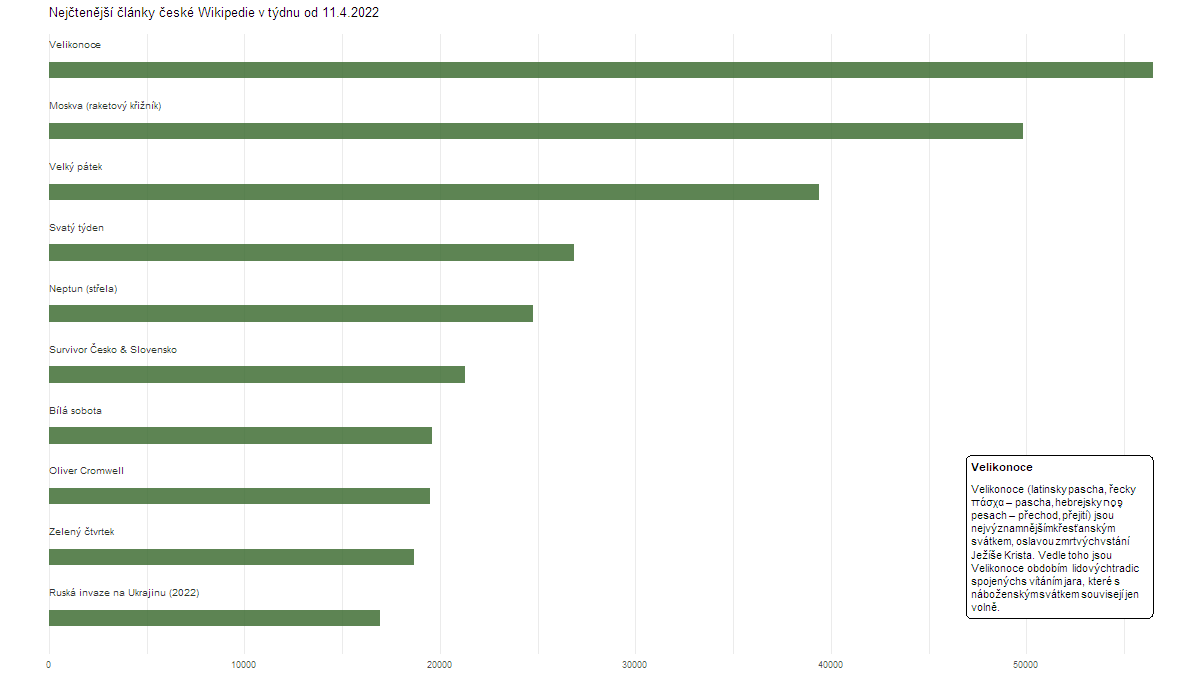 Nejčtenější články české Wikipedie v týdnu od 11.4.2022
Velikonoce
Moskva (raketový křižník)
Velký pátek
Svatý týden
Neptun (střela)
Survivor Česko & Slovensko
Bílá sobota
Oliver Cromwell
Zelený čtvrtek
Ruská invaze na Ukrajinu (2022)
Velikonoce
Velikonoce (latinsky pascha, řecky
πάσχα – pascha, hebrejsky פֶּסַח
pesach – přechod, přejití) jsou
nejvýznamnějším křesťanským
svátkem, oslavou zmrtvýchvstání
Ježíše Krista. Vedle toho jsou
Velikonoce obdobím lidových tradic
spojených s vítáním jara, které s
náboženským svátkem souvisejí jen
volně.
0 10000 20000 30000 40000 50000